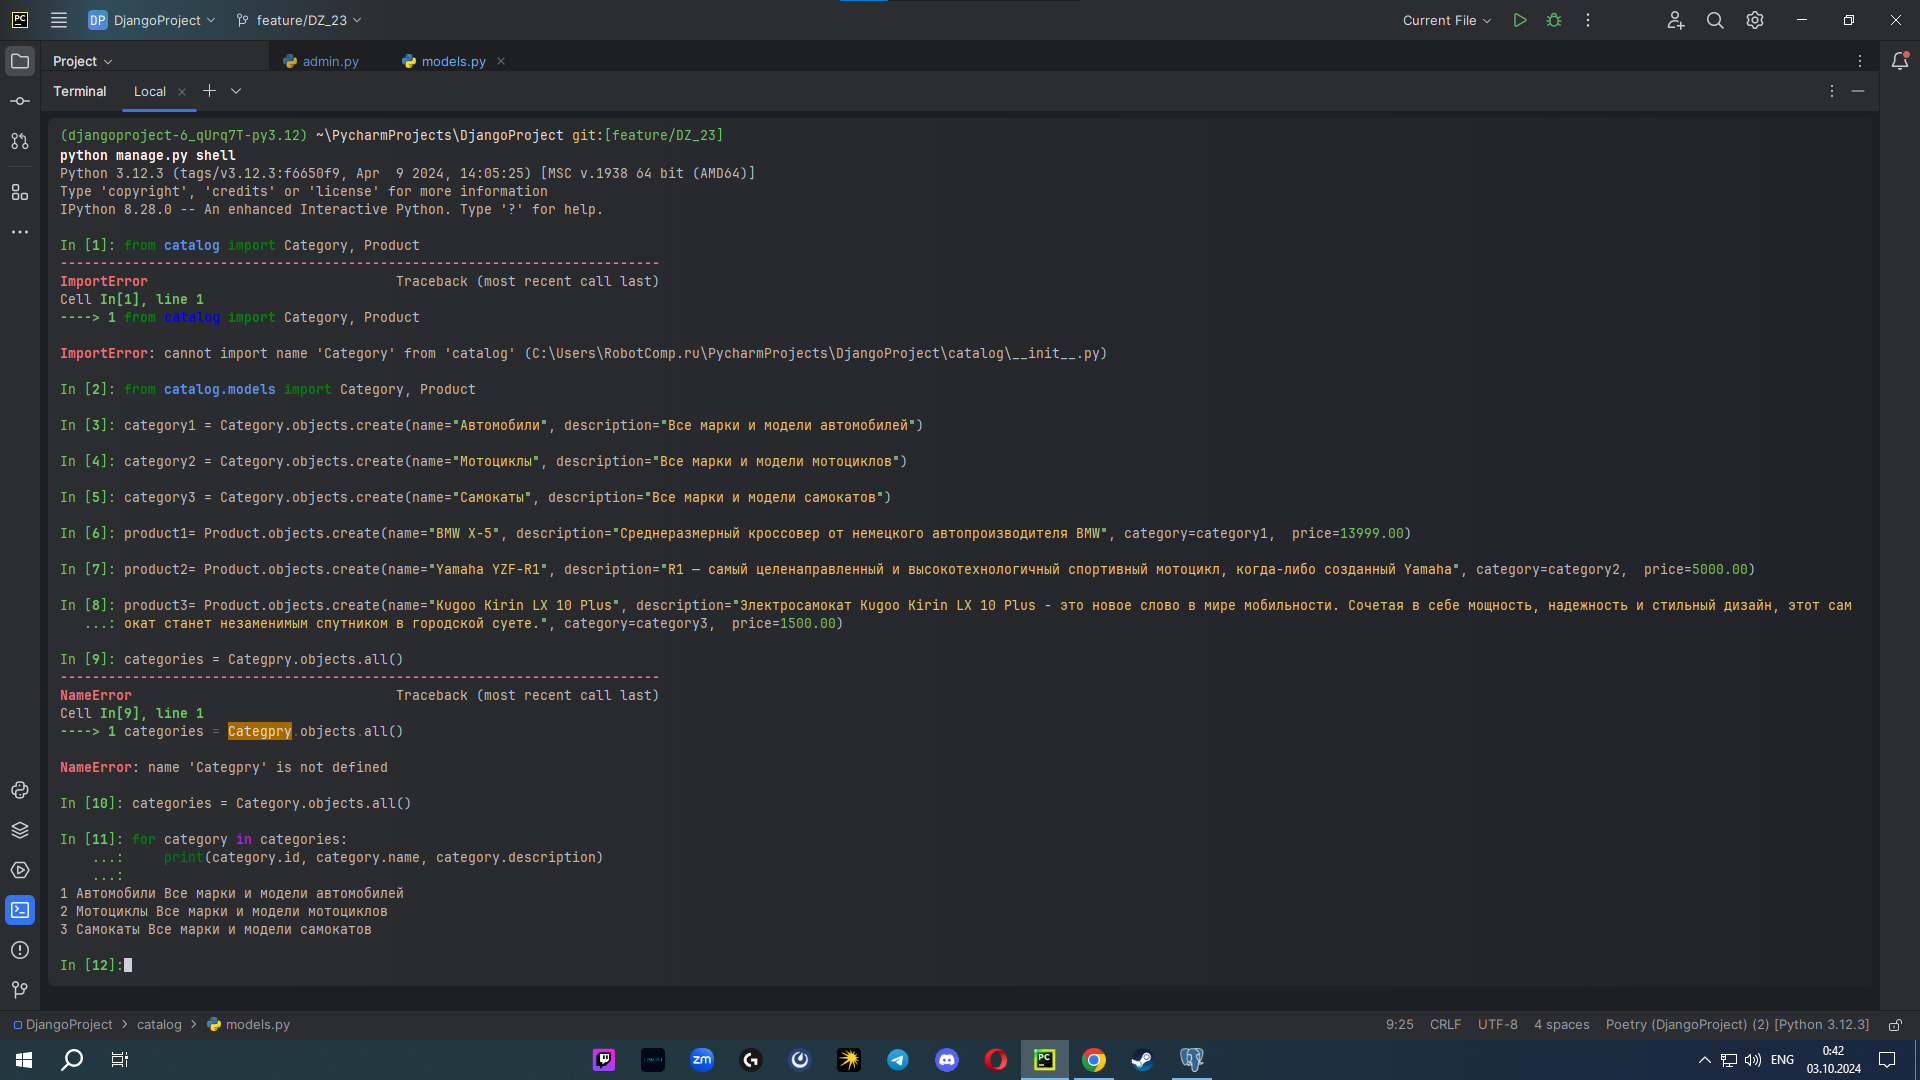 PC
DP DjangoProject
feature/DZ_23
Current File
Project
admin.py
models.py
Terminal
Local
(djangoproject-6_qUrq7T-py3.12) ~\PycharmProjects\DjangoProject git:[feature/DZ_23]
python manage.py shell
Python 3.12.3 (tags/v3.12.3:f6650f9, Apr  9 2024, 14:05:25) [MSC v.1938 64 bit (AMD64)]
Type 'copyright', 'credits' or 'license' for more information
IPython 8.28.0 -- An enhanced Interactive Python. Type '?' for help.
In [1]: from catalog import Category, Product
---------------------------------------------------------------------------
ImportError                               Traceback (most recent call last)
Cell In[1], line 1
----> 1 from catalog import Category, Product
ImportError: cannot import name 'Category' from 'catalog' (C:\Users\RobotComp.ru\PycharmProjects\DjangoProject\catalog\__init__.py)
In [2]: from catalog.models import Category, Product
In [3]: category1 = Category.objects.create(name="Автомобили", description="Все марки и модели автомобилей")
In [4]: category2 = Category.objects.create(name="Мотоциклы", description="Все марки и модели мотоциклов")
In [5]: category3 = Category.objects.create(name="Самокаты", description="Все марки и модели самокатов")
In [6]: product1= Product.objects.create(name="BMW X-5", description="Среднеразмерный кроссовер от немецкого автопроизводителя BMW", category=category1,  price=13999.00)
In [7]: product2= Product.objects.create(name="Yamaha YZF-R1", description="R1 — самый целенаправленный и высокотехнологичный спортивный мотоцикл, когда-либо созданный Yamaha", category=category2,  price=5000.00)
In [8]: product3= Product.objects.create(name="Kugoo Kirin LX 10 Plus", description="Электросамокат Kugoo Kirin LX 10 Plus - это новое слово в мире мобильности. Сочетая в себе мощность, надежность и стильный дизайн, этот сам
...: окат станет незаменимым спутником в городской суете.", category=category3,  price=1500.00)
In [9]: categories = Categpry.objects.all()
---------------------------------------------------------------------------
NameError                                 Traceback (most recent call last)
Cell In[9], line 1
----> 1 categories = Categpry.objects.all()
NameError: name 'Categpry' is not defined
In [10]: categories = Category.objects.all()
In [11]: for category in categories:
...:     print(category.id, category.name, category.description)
...:
1 Автомобили Все марки и модели автомобилей
2 Мотоциклы Все марки и модели мотоциклов
3 Самокаты Все марки и модели самокатов
In [12]:
DjangoProject > catalog > models.py
9:25 CRLF UTF-8 4 spaces Poetry (DjangoProject) (2) [Python 3.12.3]
zm
PC
ENG
0:42
03.10.2024